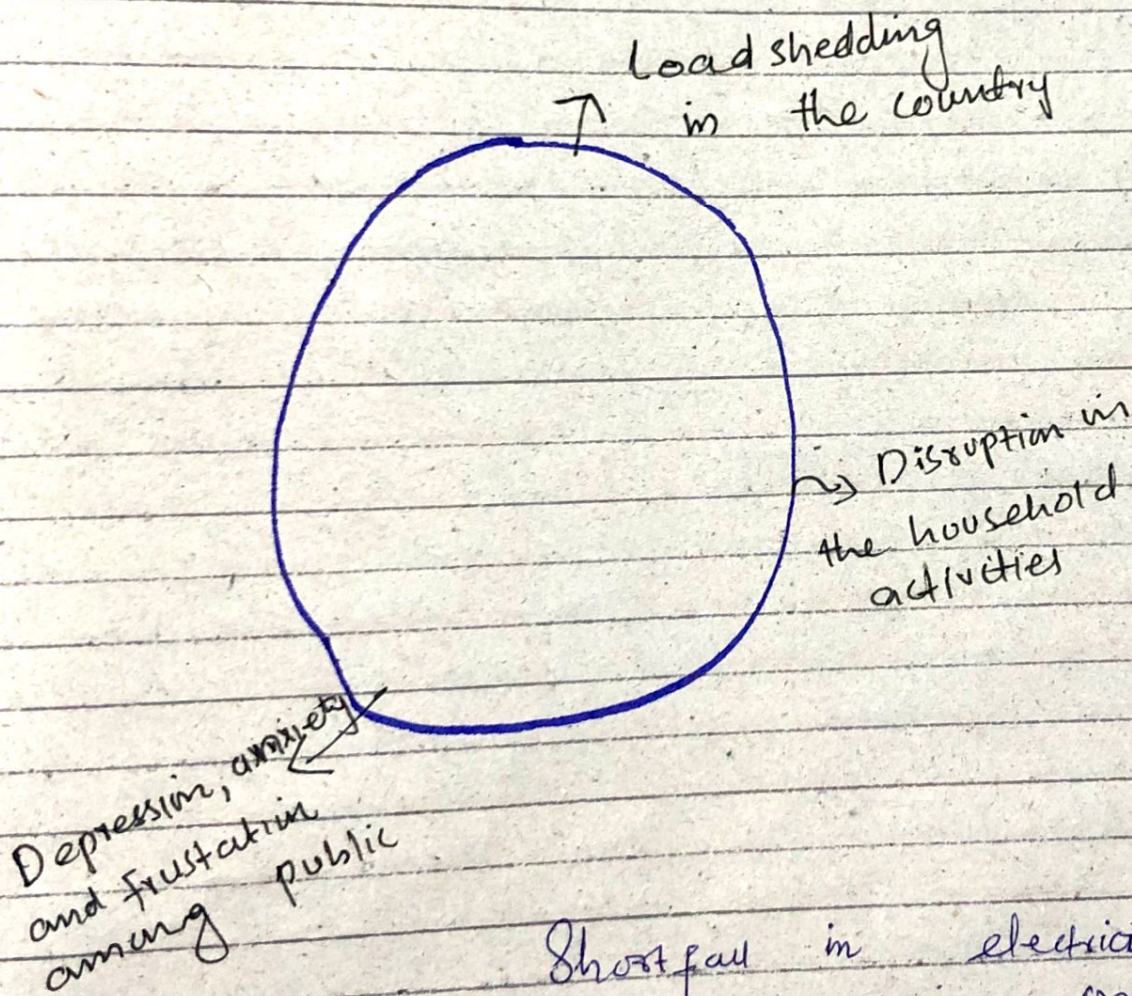 Load shedding
in the country
Disruption in
the household
activities
Depression, anxiety
and frustation
among public
Shortfall in electric